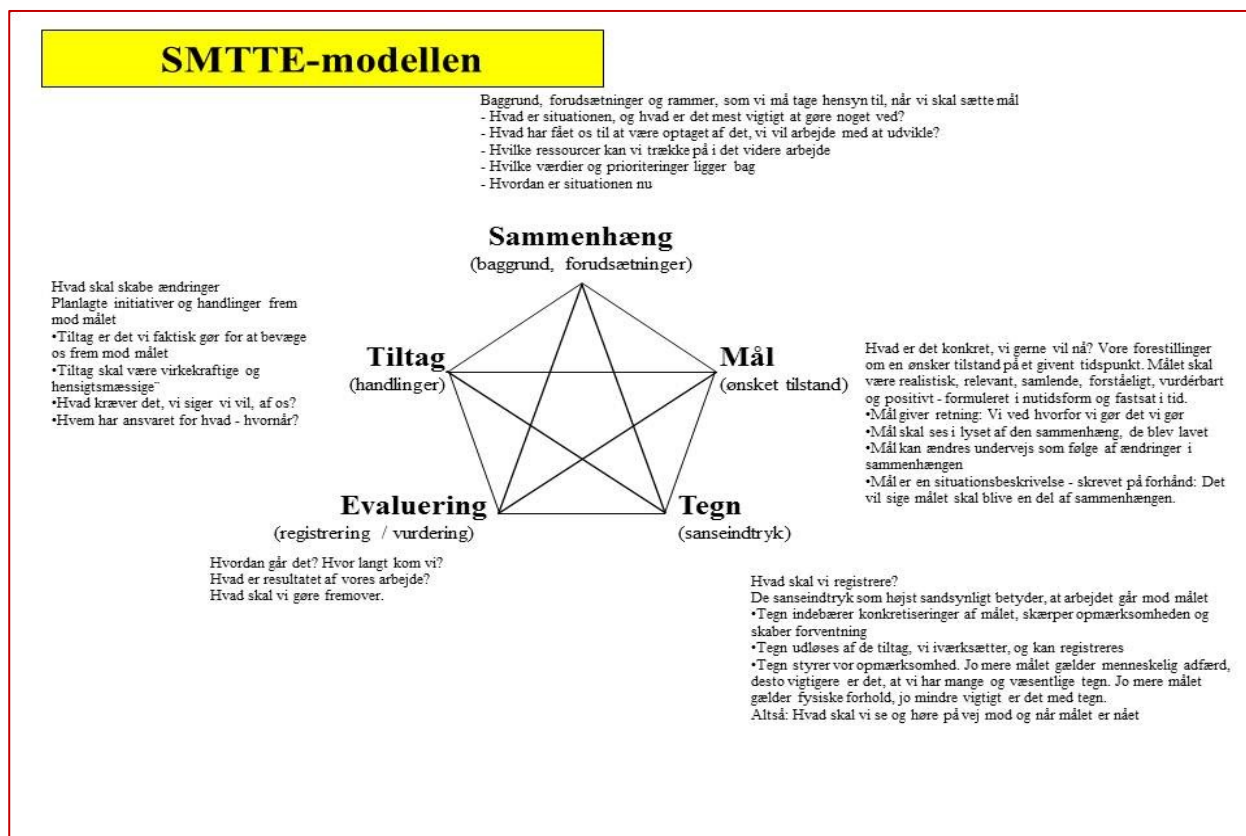 SMTTE-modellen
Baggrund, forudsætninger og rammer, som vi må tage hensyn til, når vi skal sætte mål
- Hvad er situationen, og hvad er det mest vigtigt at gøre noget ved?
- Hvad har fået os til at være optaget af det, vi vil arbejde med at udvikle?
- Hvilke ressourcer kan vi trække på i det videre arbejde
- Hvilke værdier og prioriteringer ligger bag
- Hvordan er situationen nu
Sammenhæng
(baggrund, forudsætninger)
Hvad skal skabe ændringer
Planlagte initiativer og handlinger frem
mod målet
•Tiltag er det vi faktisk gør for at bevæge
os frem mod målet
•Tiltag skal være virkekraftige og
hensigtsmæssige¨
•Hvad kræver det, vi siger vi vil, af os?
•Hvem har ansvaret for hvad - hvornår?
Tiltag
(handlinger)
Mål
(ønsket tilstand)
Hvad er det konkret, vi gerne vil nå? Vore forestillinger
om en ønsker tilstand på et givent tidspunkt. Målet skal
være realistisk, relevant, samlende, forståeligt, vurdérbart
og positivt - formuleret i nutidsform og fastsat i tid.
•Mål giver retning: Vi ved hvorfor vi gør det vi gør
•Mål skal ses i lyset af den sammenhæng, de blev lavet
•Mål kan ændres undervejs som følge af ændringer i
sammenhængen
•Mål er en situationsbeskrivelse - skrevet på forhånd: Det
vil sige målet skal blive en del af sammenhængen.
Evaluering
(registrering / vurdering)
Hvordan går det? Hvor langt kom vi?
Hvad er resultatet af vores arbejde?
Hvad skal vi gøre fremover.
Tegn
(sanseindtryk)
Hvad skal vi registrere?
De sanseindtryk som højst sandsynligt betyder, at arbejdet går mod målet
•Tegn indebærer konkretiseringer af målet, skærper opmærksomheden og
skaber forventning
•Tegn udløses af de tiltag, vi iværksætter, og kan registreres
•Tegn styrer vor opmærksomhed. Jo mere målet gælder menneskelig adfærd,
desto vigtigere er det, at vi har mange og væsentlige tegn. Jo mere målet
gælder fysiske forhold, jo mindre vigtigt er det med tegn.
Altså: Hvad skal vi se og høre på vej mod og når målet er nået